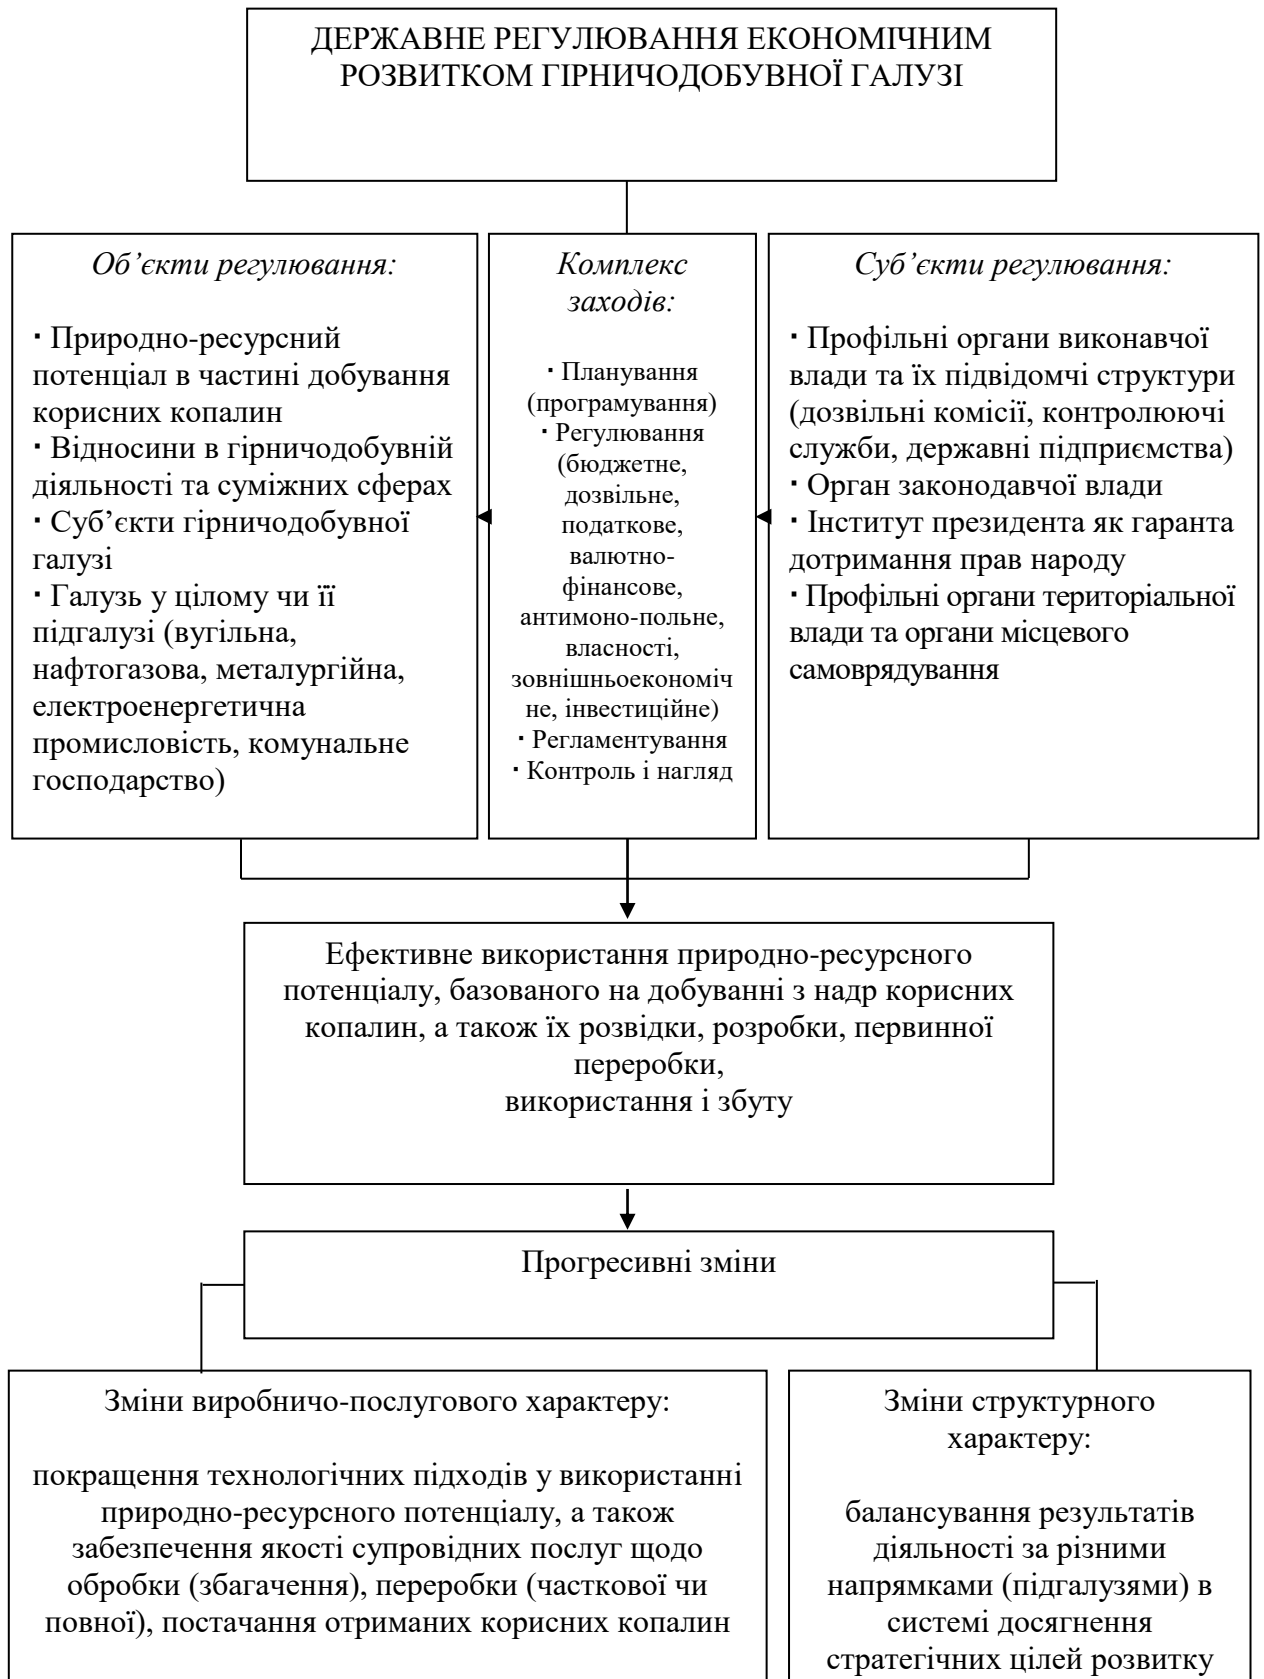 ДЕРЖАВНЕ РЕГУЛЮВАННЯ ЕКОНОМІЧНИМ
РОЗВИТКОМ ГІРНИЧОДОБУВНОЇ ГАЛУЗІ
Об’єкти регулювання:
· Природно-ресурсний
потенціал в частині добування
корисних копалин
· Відносини в гірничодобувній
діяльності та суміжних сферах
· Суб’єкти гірничодобувної
галузі
· Галузь у цілому чи її
підгалузі (вугільна,
нафтогазова, металургійна,
електроенергетична
промисловість, комунальне
господарство)
Комплекс
заходів:
· Планування
(програмування)
· Регулювання
(бюджетне,
дозвільне,
податкове,
валютно-
фінансове,
антимоно-польне,
власності,
зовнішньоекономіч
не, інвестиційне)
· Регламентування
· Контроль і нагляд
Суб’єкти регулювання:
· Профільні органи виконавчої
влади та їх підвідомчі структури
(дозвільні комісії, контролюючі
служби, державні підприємства)
· Орган законодавчої влади
· Інститут президента як гаранта
дотримання прав народу
· Профільні органи територіальної
влади та органи місцевого
самоврядування
Ефективне використання природно-ресурсного
потенціалу, базованого на добуванні з надр корисних
копалин, а також їх розвідки, розробки, первинної
переробки,
використання і збуту
Прогресивні зміни
Зміни виробничо-послугового характеру:
покращення технологічних підходів у використанні
природно-ресурсного потенціалу, а також
забезпечення якості супровідних послуг щодо
обробки (збагачення), переробки (часткової чи
повної), постачання отриманих корисних копалин
Зміни структурного
характеру:
балансування результатів
діяльності за різними
напрямками (підгалузями) в
системі досягнення
стратегічних цілей розвитку